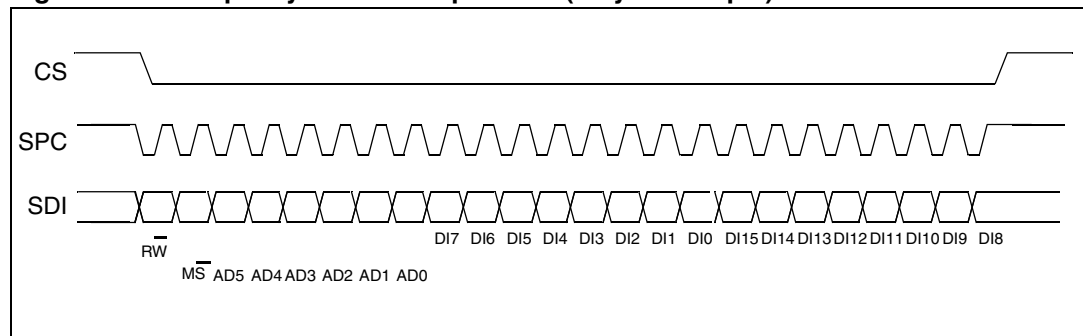 CS
SPC
SDI
DI7 DI6 DI5 DI4 DI3 DI2 DI1 DI0 DI15 DI14 DI13 DI12 DI11 DI10 DI9 DI8
RW
MS AD5 AD4 AD3 AD2 AD1 AD0